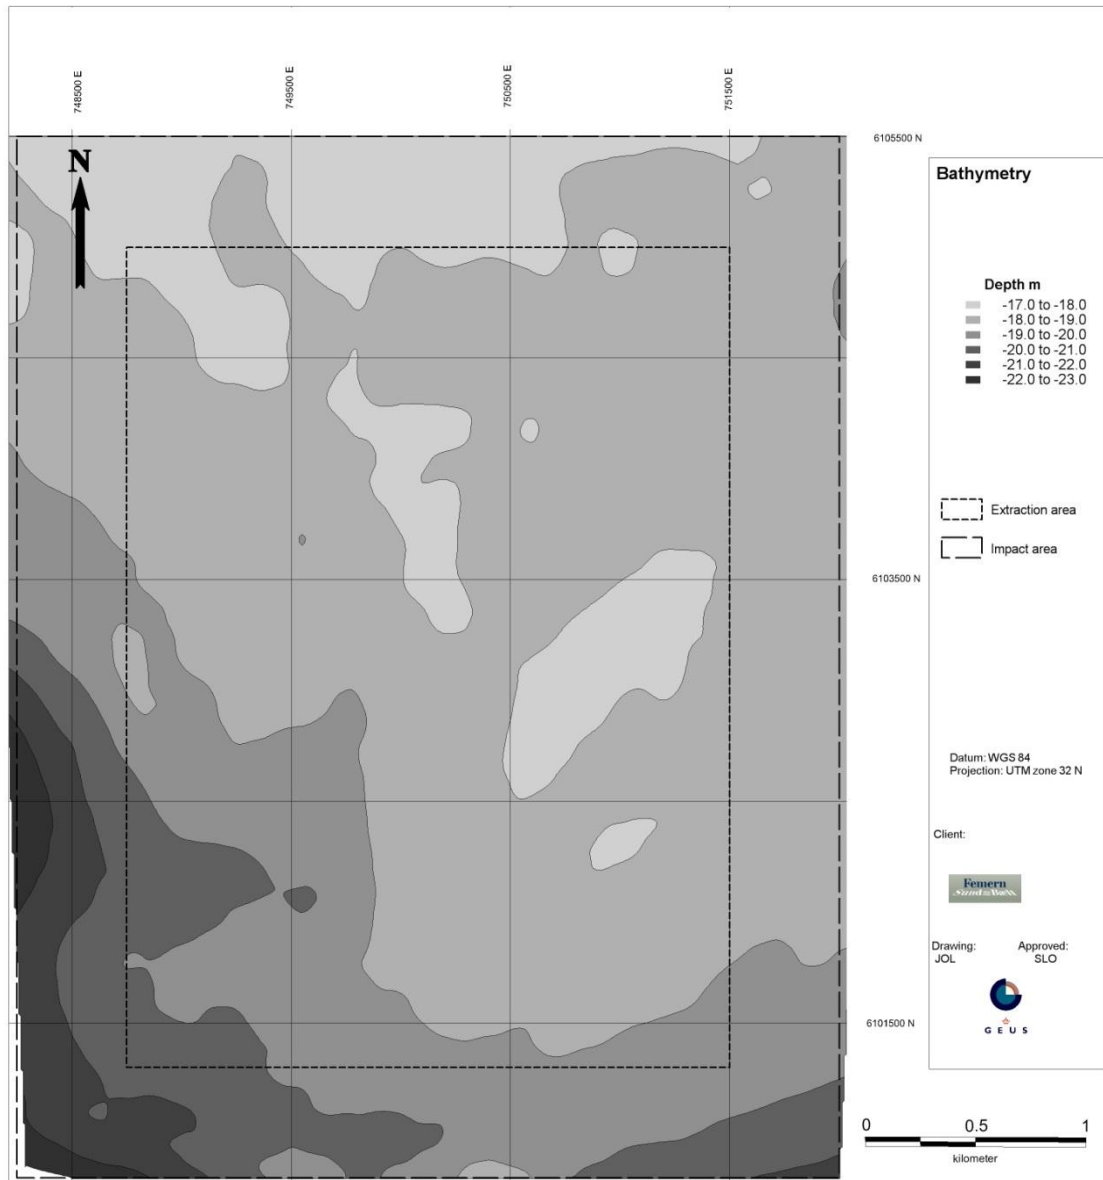 748500 E
749500 E
750500 E
751500 E
6105500 N
N
Bathymetry
Depth m
-17.0 to -18.0
-18.0 to -19.0
-19.0 to -20.0
-20.0 to -21.0
-21.0 to -22.0
-22.0 to -23.0
Extraction area
Impact area
6103500 N
Datum: WGS 84
Projection: UTM zone 32 N
Client:
Femern
Drawing: Approved:
JOL SLO
GEUS
6101500 N
0 0.5 1
kilometer